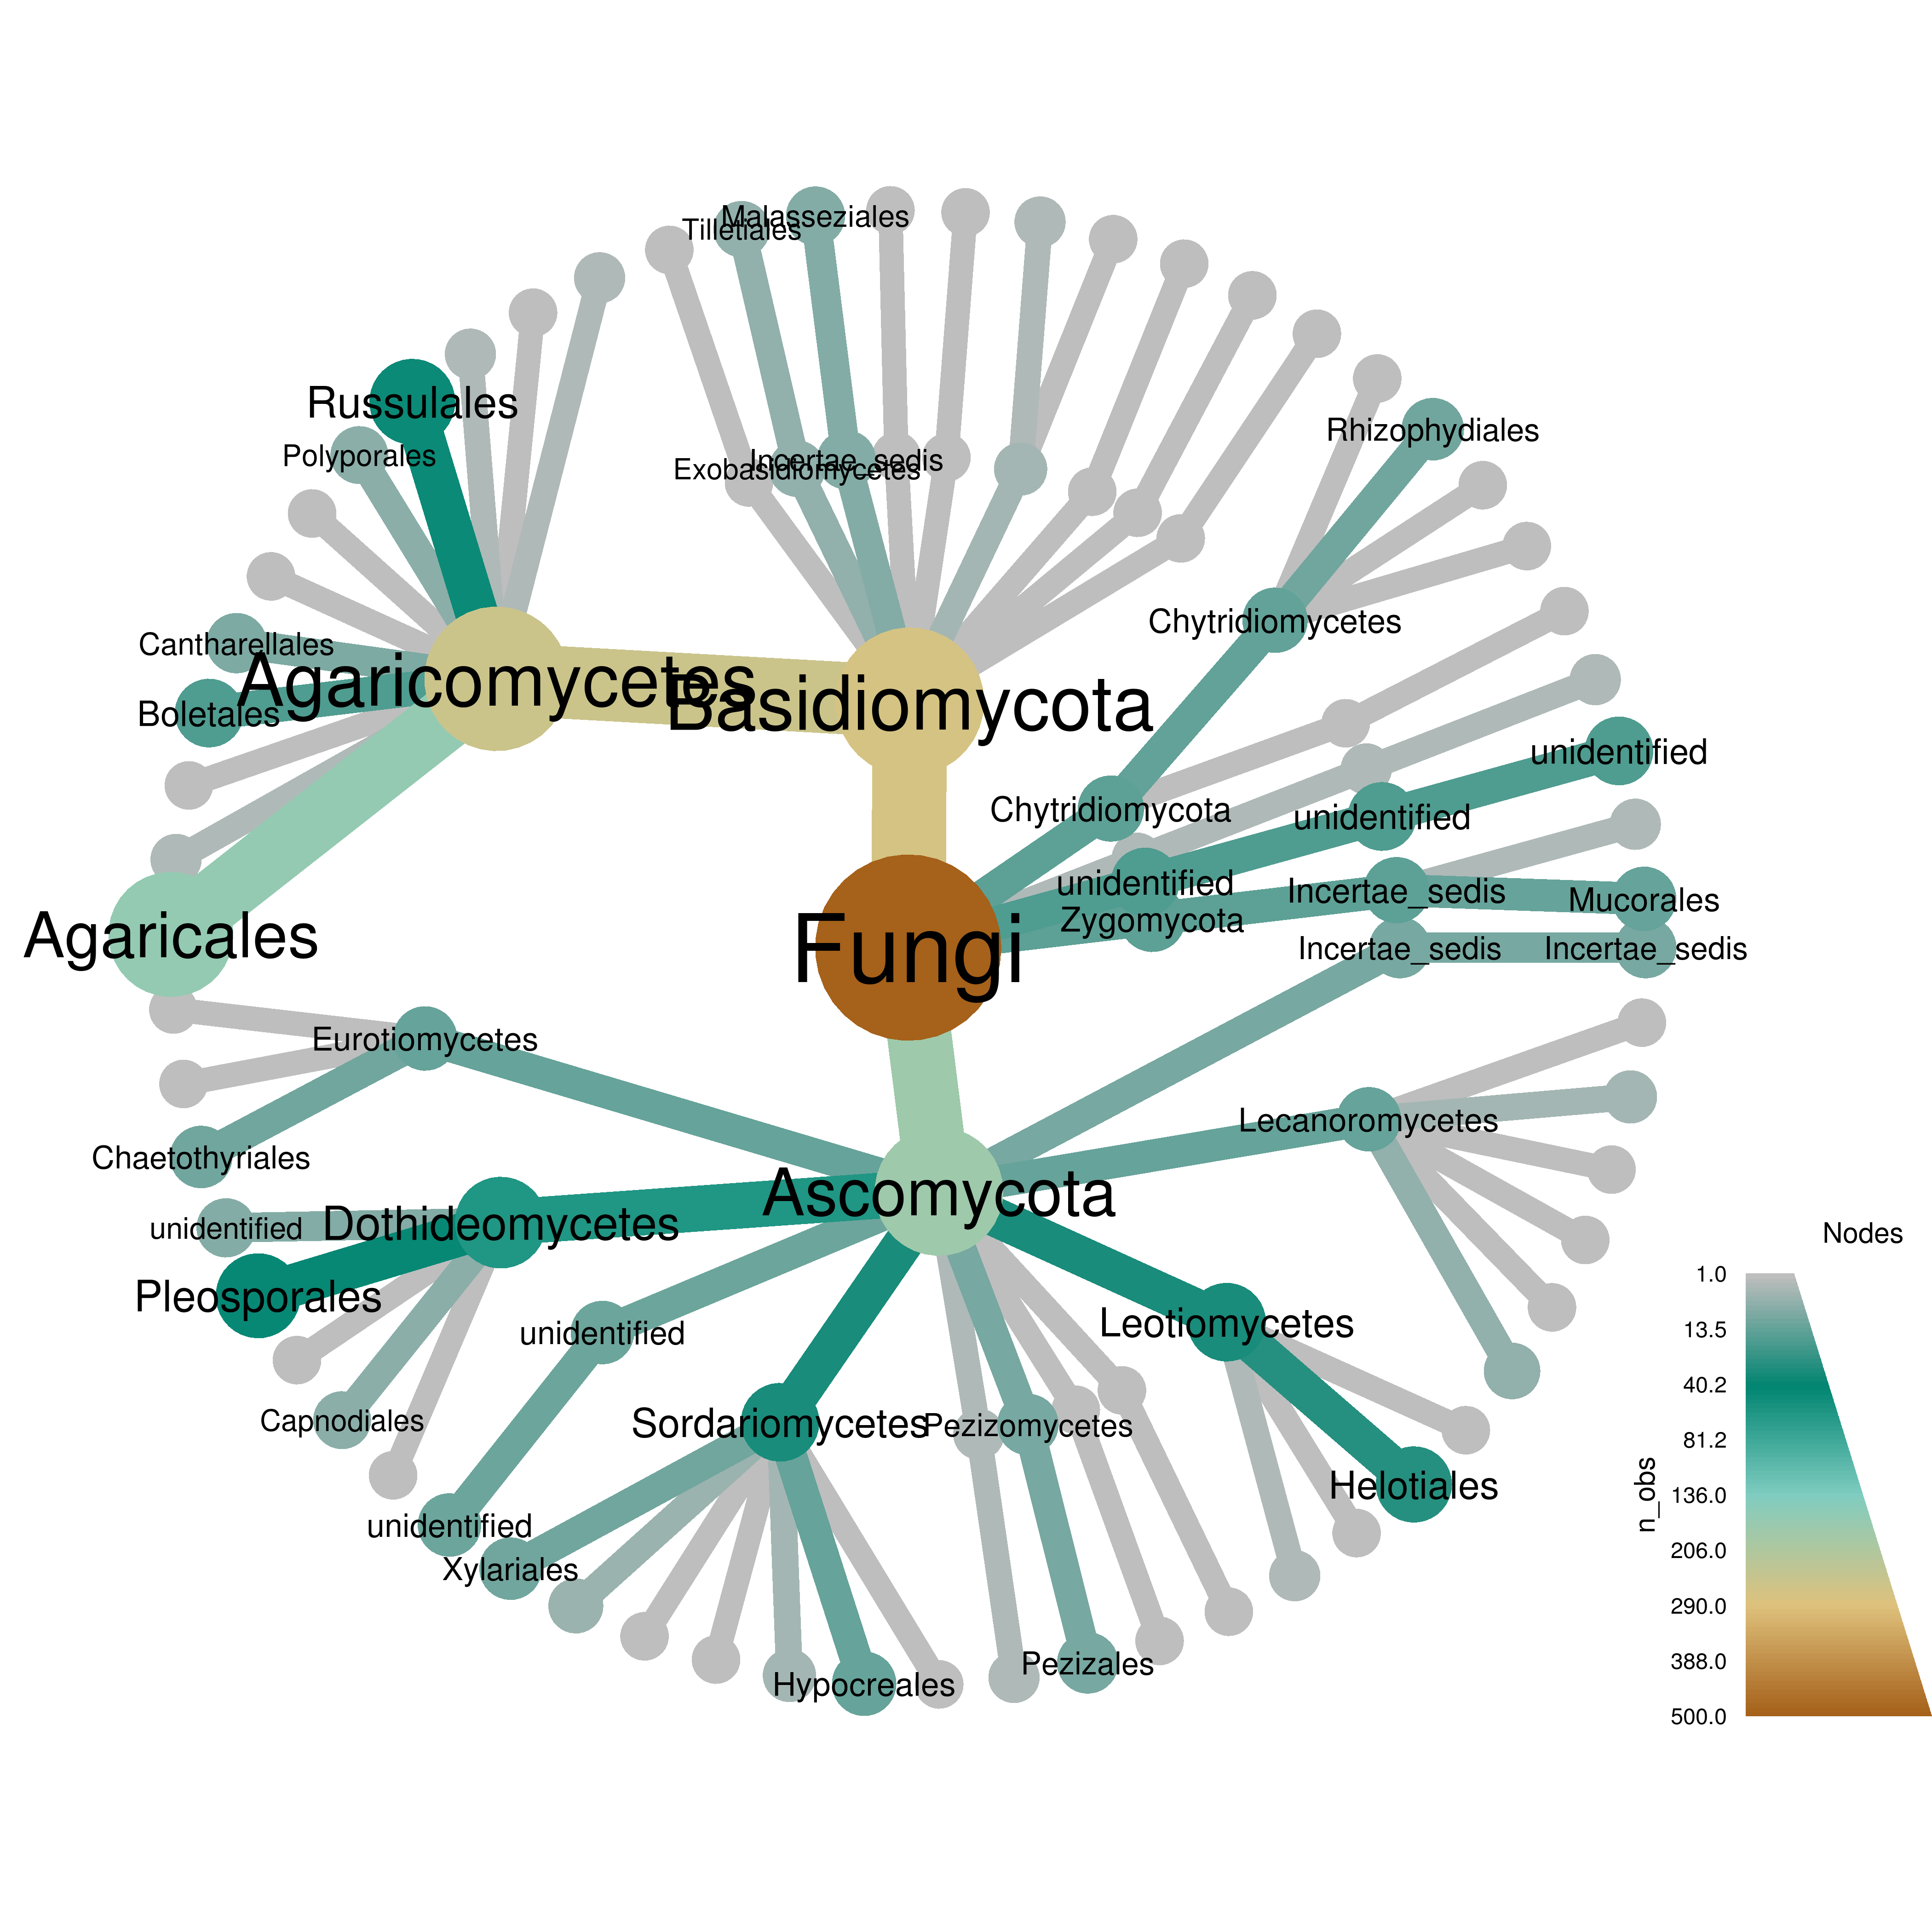 Malasseziales
Tilletiales
Russulales
Rhizophydiales
Polyporales
Incertae_sedis
Exobasidiomycetes
Chytridiomycetes
Cantharellales
Agaricomycetes
Basidiomycota
Boletales
unidentified
Chytridiomycota
unidentified
unidentified
Incertae_sedis
Mucorales
Zygomycota
Agaricales
Fungi
Incertae_sedis
Incertae_sedis
Eurotiomycetes
Lecanoromycetes
Chaetothyriales
Ascomycota
unidentified
Dothideomycetes
Nodes
Pleosporales
unidentified
Leotiomycetes
Capnodiales
Sordariomycetes
Pezizomycetes
Helotiales
unidentified
Xylariales
Pezizales
Hypocreales
1.0
13.5
40.2
81.2
136.0
206.0
290.0
388.0
500.0
n_obs